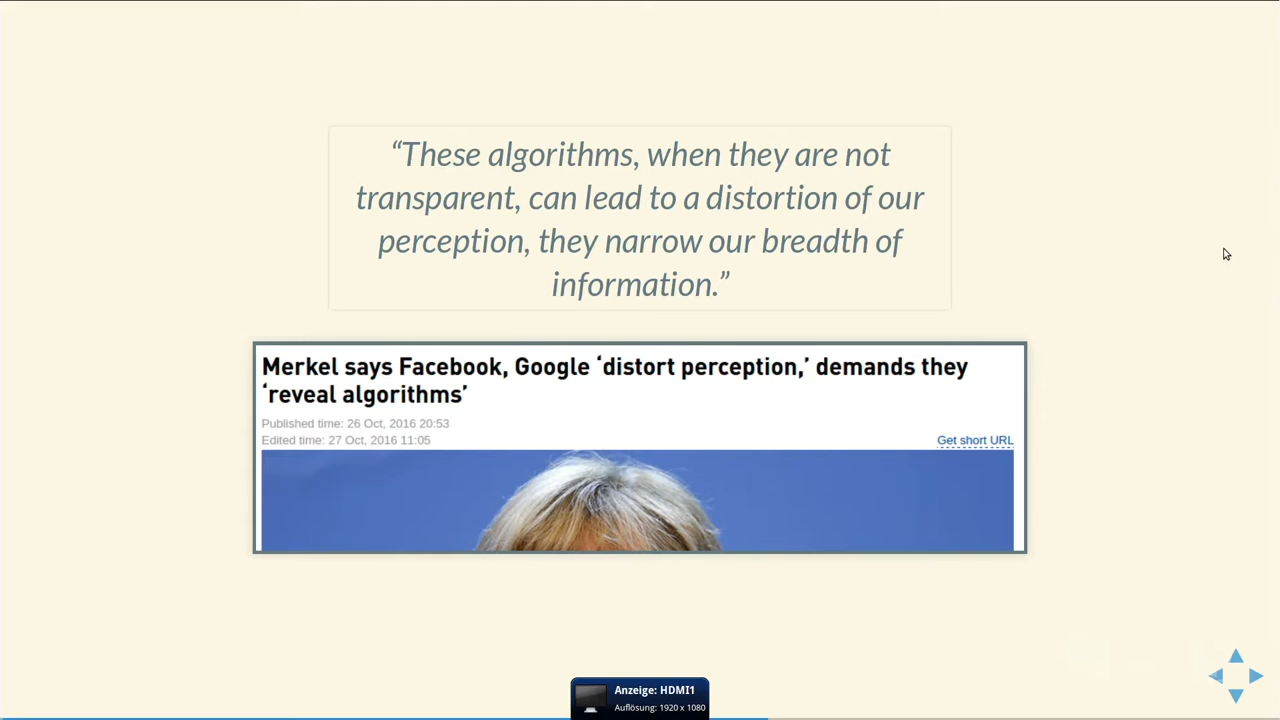 “These algorithms, when they are not
transparent, can lead to a distortion of our
perception, they narrow our breadth of
information.”
Merkel says Facebook, Google ‘distort perception,’ demands they
‘reveal algorithms’
Published time: 26 Oct, 2016 20:53
Edited time: 27 Oct, 2016 11:05
Get short URL
Anzeige: HDMI1
Auflösung: 1920 x 1080